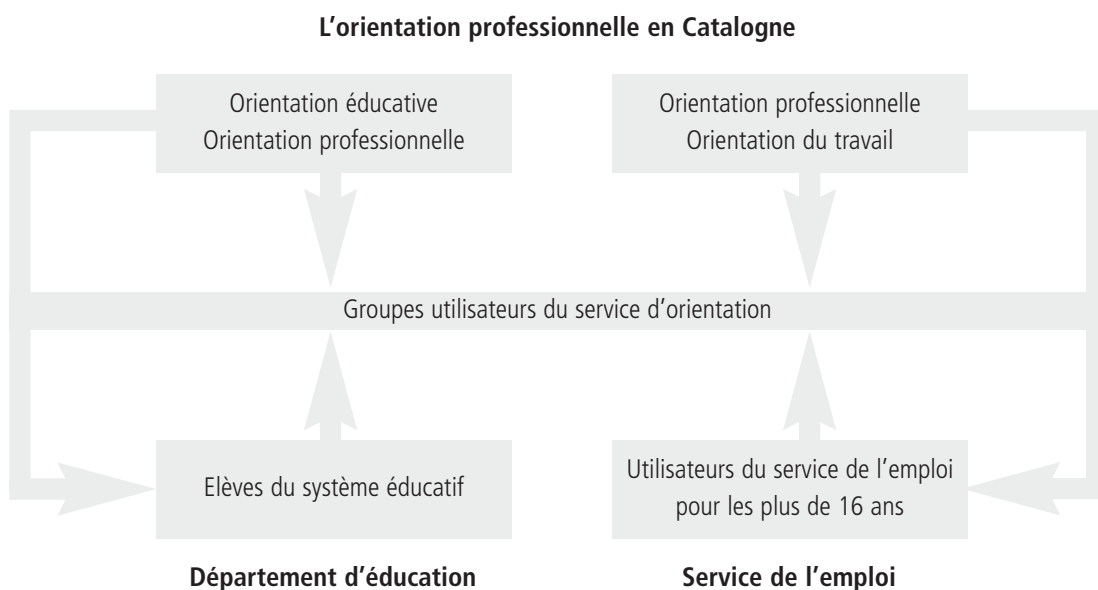 L’orientation professionnelle en Catalogne
Orientation éducative
Orientation professionnelle
Orientation professionnelle
Orientation du travail
Groupes utilisateurs du service d’orientation
Elèves du système éducatif
Utilisateurs du service de l’emploi
pour les plus de 16 ans
Département d’éducation
Service de l’emploi